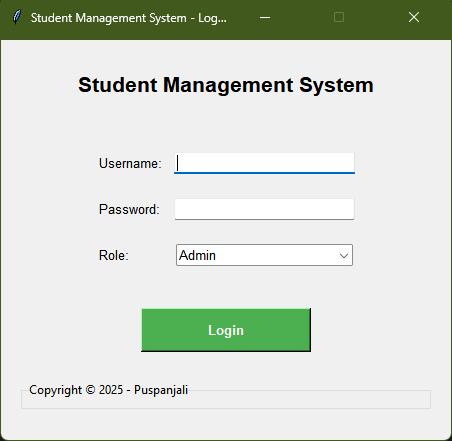 Student Management System - Log...
Student Management System
Username:
Password:
Role: Admin
Login
Copyright © 2025 - Puspanjali